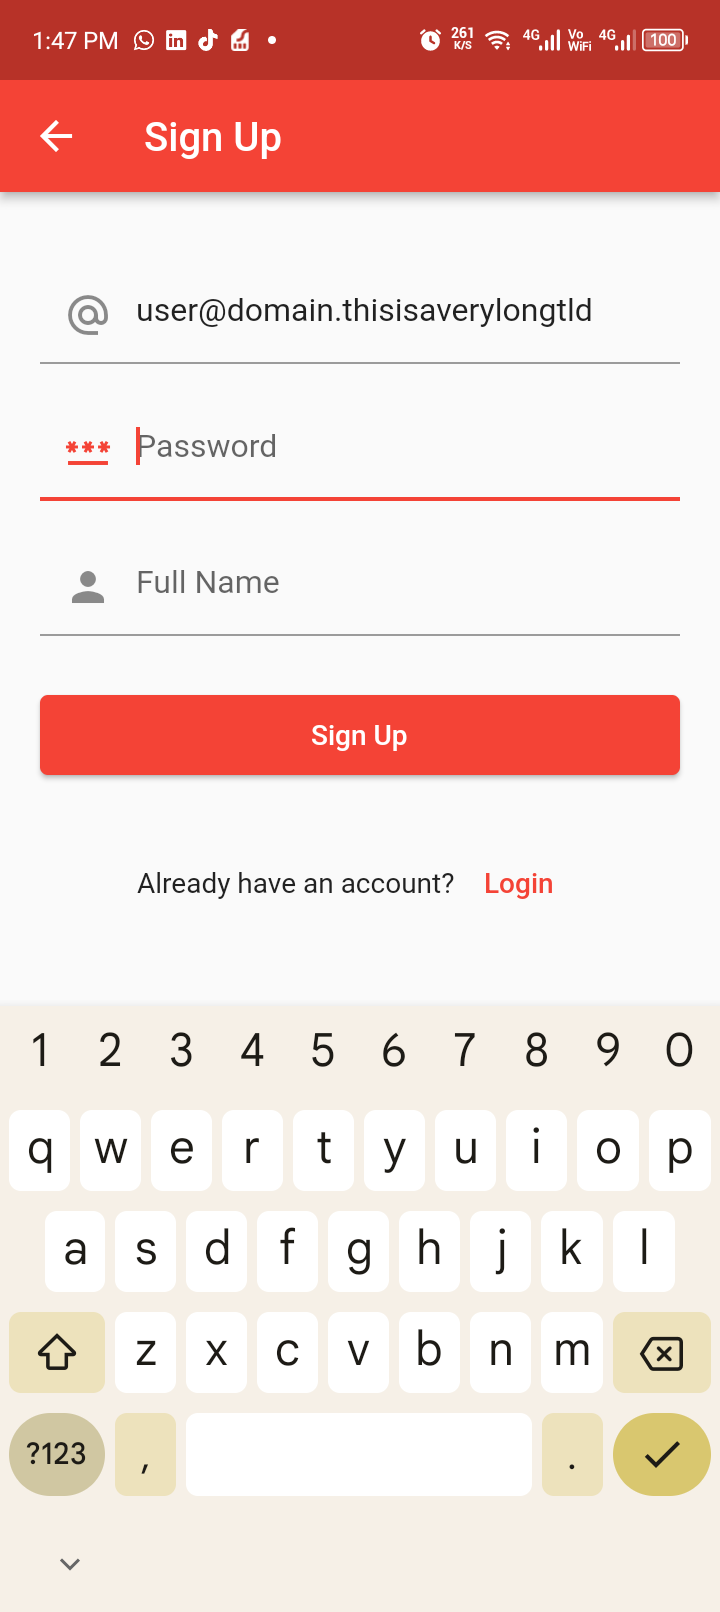 1:47 PM 261 K/S 4G Vo WiFi 4G 100
Sign Up
user@domain.thisisaverylongtld
*** Password
Full Name
Sign Up
Already have an account? Login
1 2 3 4 5 6 7 8 9 0
q w e r t y u i o p
a s d f g h j k l
z x c v b n m
?123 , .